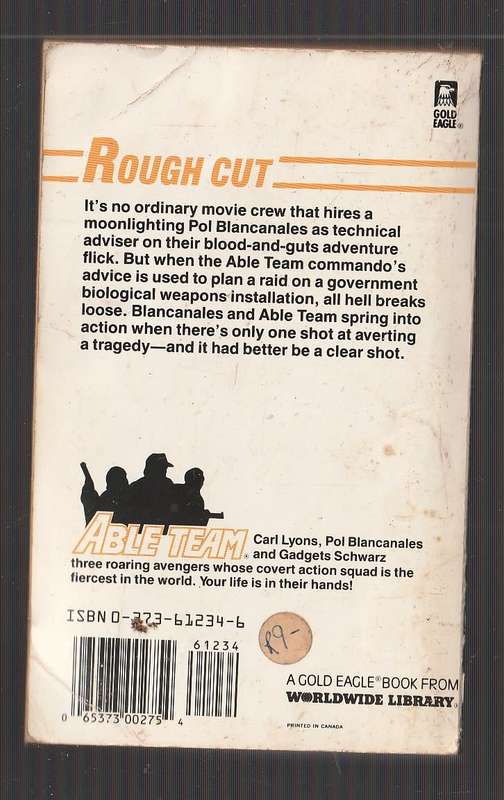 GOLD
EAGLE®
ROUGH CUT
It's no ordinary movie crew that hires a
moonlighting Pol Blancanales as technical
adviser on their blood-and-guts adventure
flick. But when the Able Team commando's
advice is used to plan a raid on a government
biological weapons installation, all hell breaks
loose. Blancanales and Able Team spring into
action when there's only one shot at averting
a tragedy—and it had better be a clear shot.
ABLE TEAM® Carl Lyons, Pol Blancanales
and Gadgets Schwarz
three roaring avengers whose covert action squad is the
fiercest in the world. Your life is in their hands!
ISBN 0-373-61234-6
61234
0 65373 00275 4
A GOLD EAGLE® BOOK FROM
WORLDWIDE LIBRARY®
PRINTED IN CANADA